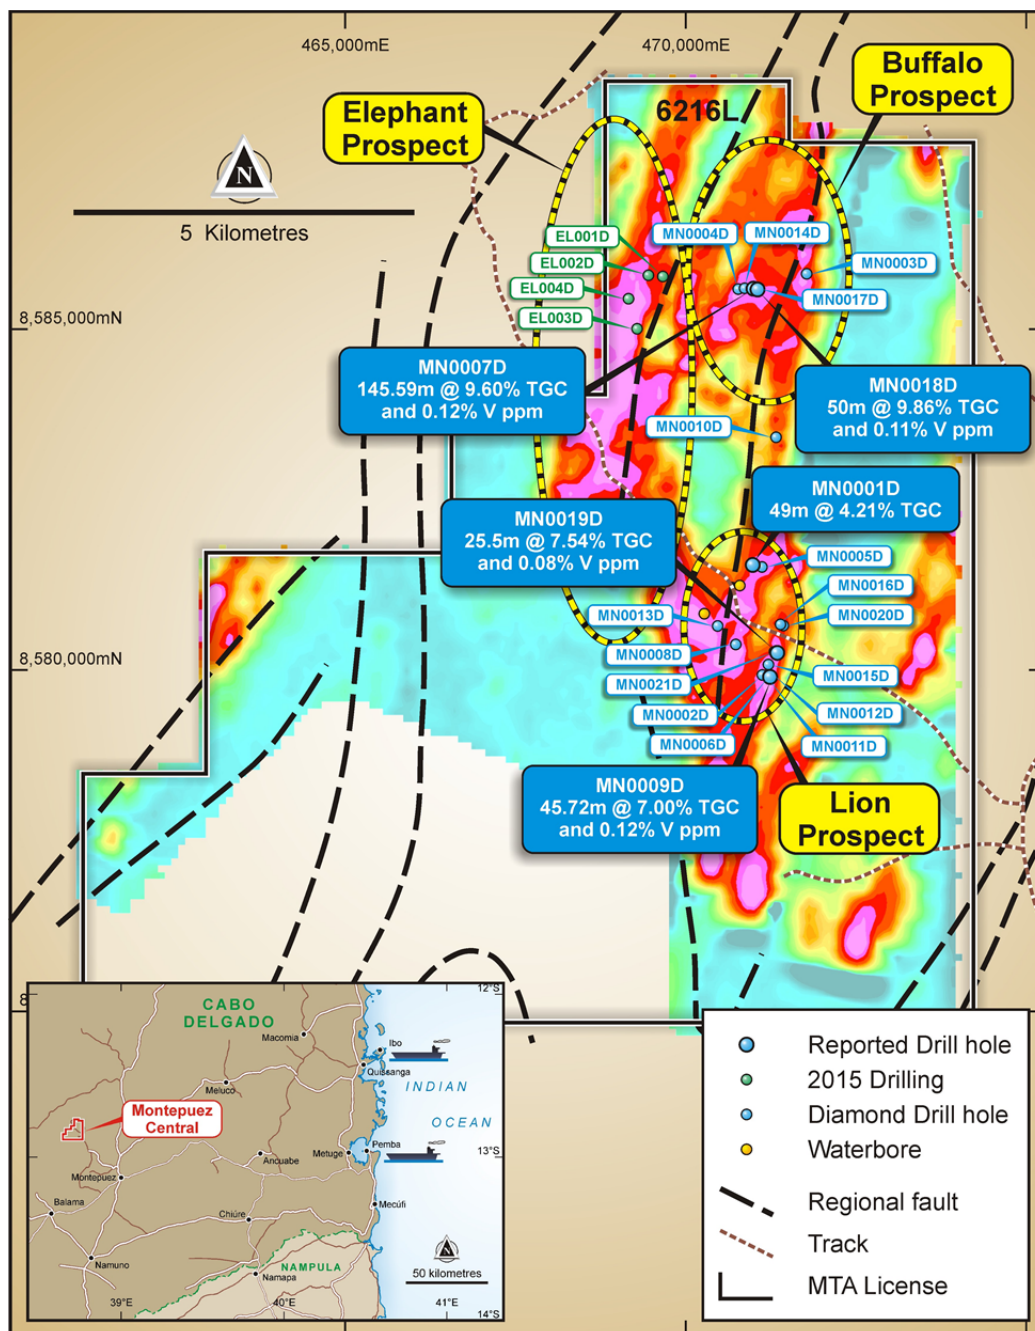 465,000mE
470,000mE
Buffalo
Prospect
Elephant
Prospect
6216L
N
5 Kilometres
EL001D
MN0004D
MN0014D
EL002D
MN0003D
EL004D
MN0017D
EL003D
8,585,000mN
MN0007D
145.59m @ 9.60% TGC
and 0.12% V ppm
MN0018D
50m @ 9.86% TGC
and 0.11% V ppm
MN0010D
MN0001D
49m @ 4.21% TGC
MN0019D
25.5m @ 7.54% TGC
and 0.08% V ppm
MN0005D
MN0016D
MN0013D
MN0020D
8,580,000mN
MN0008D
MN0015D
MN0021D
MN0002D
MN0012D
MN0006D
MN0011D
MN0009D
45.72m @ 7.00% TGC
and 0.12% V ppm
Lion
Prospect
8
CABO
DELGADO
12°S
Macomia
Ibo
Quissanga
Meluco
INDIAN
OCEAN
Montepuez
Central
Metuge
Pemba
13°S
Ancuabe
Montepuez
Balama
Mecúfi
Chiúre
N
Namuno
NAMPULA
Namapa
50 kilometres
39°E
40°E
41°E
14°S
Reported Drill hole
2015 Drilling
Diamond Drill hole
Waterbore
Regional fault
Track
MTA License